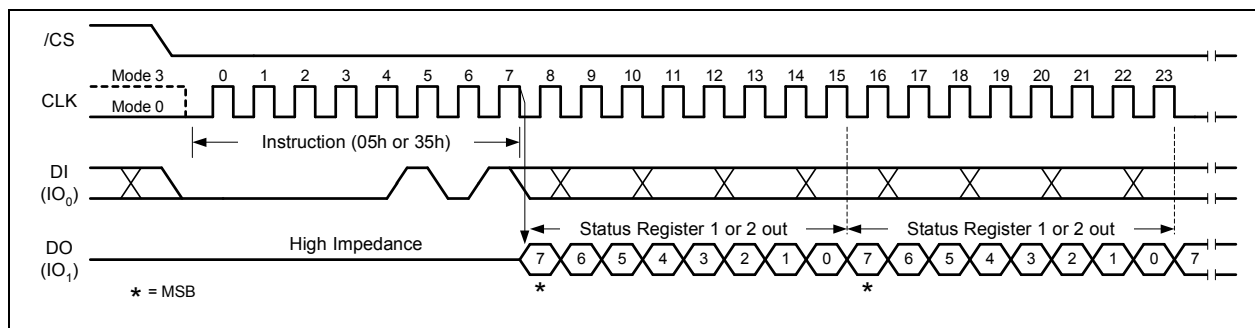 /CS
Mode 3
0 1 2 3 4 5 6 7 8 9 10 11 12 13 14 15 16 17 18 19 20 21 22 23
CLK
Mode 0
Instruction (05h or 35h)
DI
(IO0)
Status Register 1 or 2 out Status Register 1 or 2 out
DO
(IO1)
High Impedance
7 6 5 4 3 2 1 0 7 6 5 4 3 2 1 0 7
* *
* = MSB